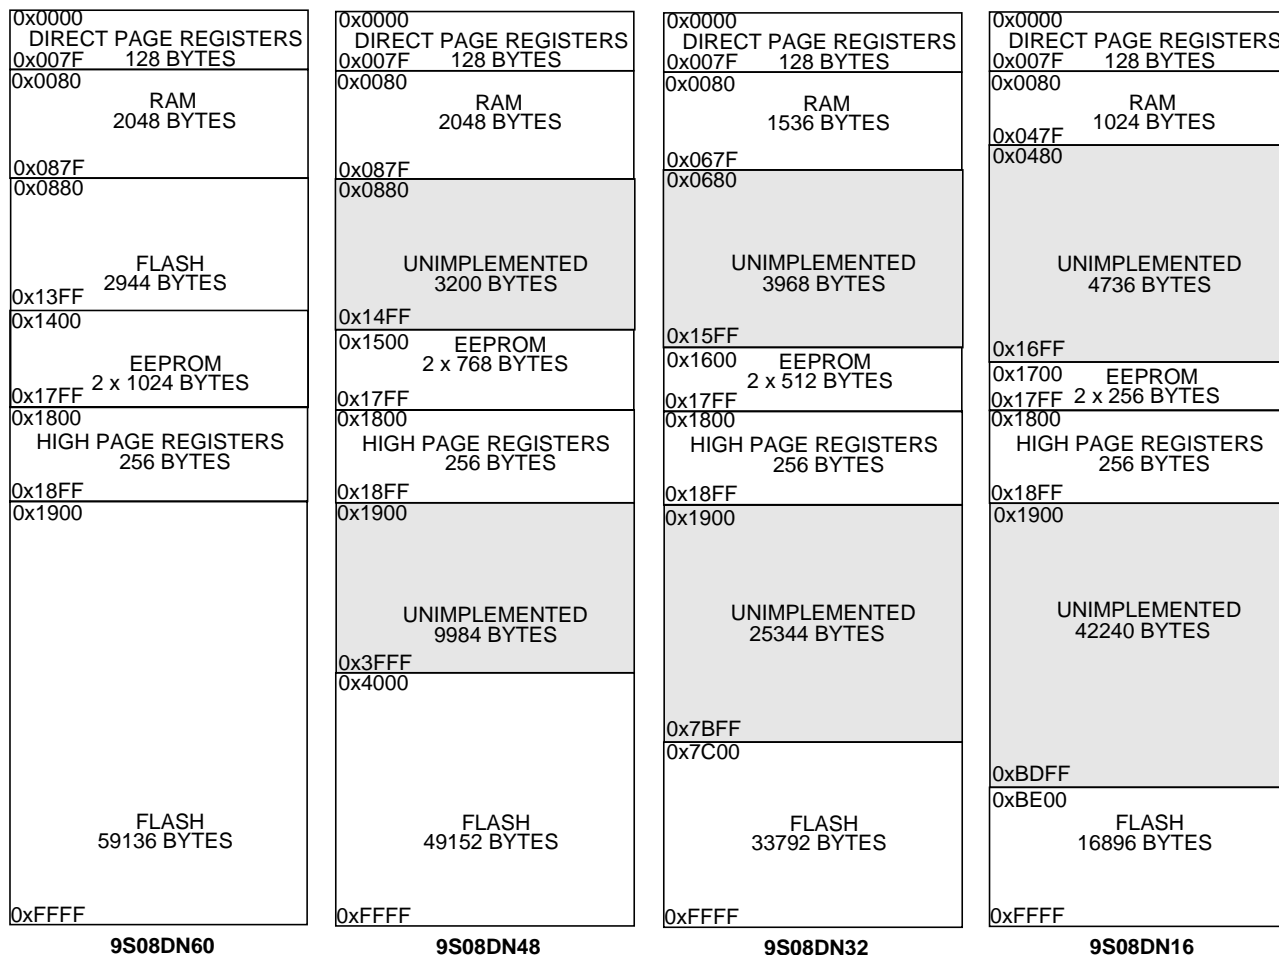 0x0000
DIRECT PAGE REGISTERS
0x007F 128 BYTES
0x0080
RAM
2048 BYTES
0x087F
0x0880
FLASH
2944 BYTES
0x13FF
0x1400
EEPROM
2 x 1024 BYTES
0x17FF
0x1800
HIGH PAGE REGISTERS
256 BYTES
0x18FF
0x1900
FLASH
59136 BYTES
0xFFFF
9S08DN60
0x0000
DIRECT PAGE REGISTERS
0x007F 128 BYTES
0x0080
RAM
2048 BYTES
0x087F
0x0880
UNIMPLEMENTED
3200 BYTES
0x14FF
0x1500 EEPROM
2 x 768 BYTES
0x17FF
0x1800
HIGH PAGE REGISTERS
256 BYTES
0x18FF
0x1900
UNIMPLEMENTED
9984 BYTES
0x3FFF
0x4000
FLASH
49152 BYTES
0xFFFF
9S08DN48
0x0000
DIRECT PAGE REGISTERS
0x007F 128 BYTES
0x0080
RAM
1536 BYTES
0x067F
0x0680
UNIMPLEMENTED
3968 BYTES
0x15FF
0x1600 EEPROM
2 x 512 BYTES
0x17FF
0x1800
HIGH PAGE REGISTERS
256 BYTES
0x18FF
0x1900
UNIMPLEMENTED
25344 BYTES
0x7BFF
0x7C00
FLASH
33792 BYTES
0xFFFF
9S08DN32
0x0000
DIRECT PAGE REGISTERS
0x007F 128 BYTES
0x0080
RAM
1024 BYTES
0x047F
0x0480
UNIMPLEMENTED
4736 BYTES
0x16FF
0x1700 EEPROM
0x17FF 2 x 256 BYTES
0x1800
HIGH PAGE REGISTERS
256 BYTES
0x18FF
0x1900
UNIMPLEMENTED
42240 BYTES
0xBDFF
0xBE00
FLASH
16896 BYTES
0xFFFF
9S08DN16